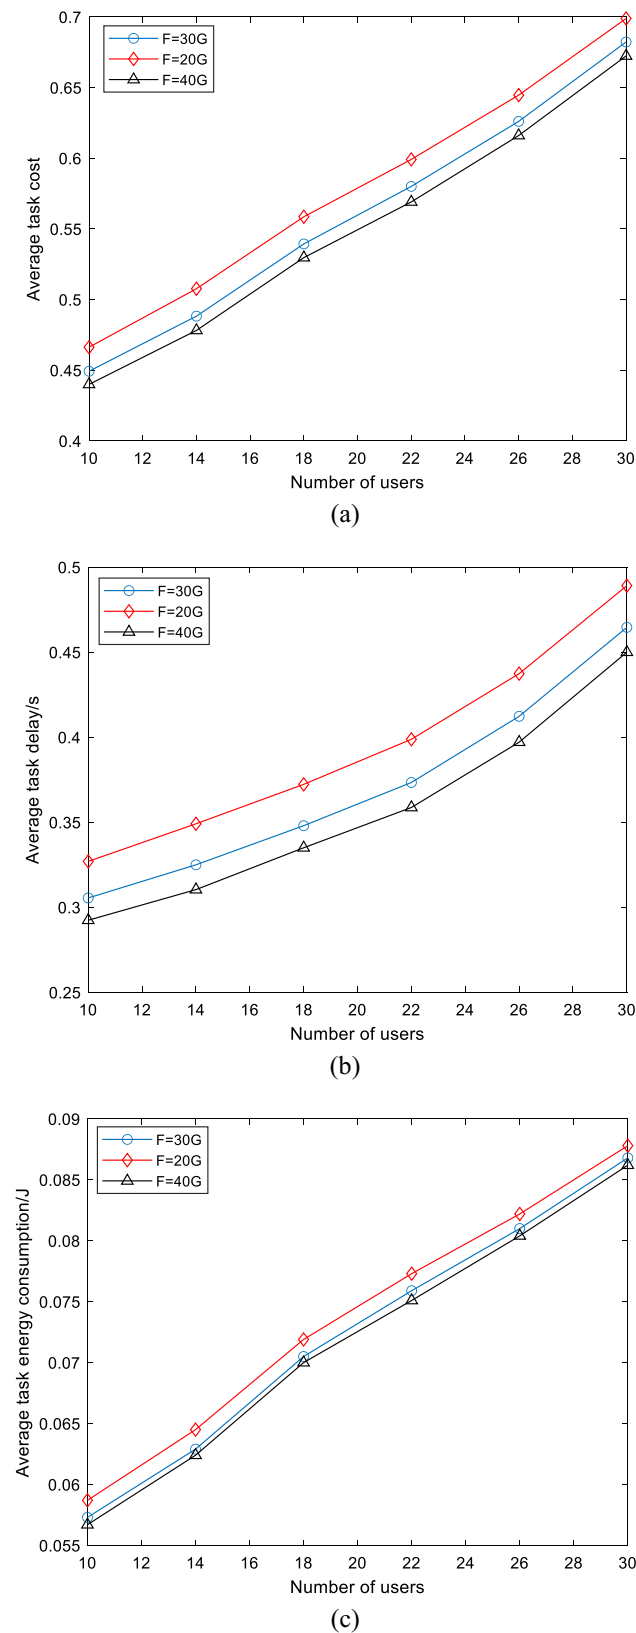 0.7
0.65
0.6
0.55
0.5
0.45
0.4
Average task cost
F=30G
F=20G
F=40G
10 12 14 16 18 20 22 24 26 28 30
Number of users
(a)
0.5
0.45
0.4
0.35
0.3
0.25
Average task delay/s
F=30G
F=20G
F=40G
10 12 14 16 18 20 22 24 26 28 30
Number of users
(b)
0.09
0.085
0.08
0.075
0.07
0.065
0.06
0.055
Average task energy consumption/J
F=30G
F=20G
F=40G
10 12 14 16 18 20 22 24 26 28 30
Number of users
(c)